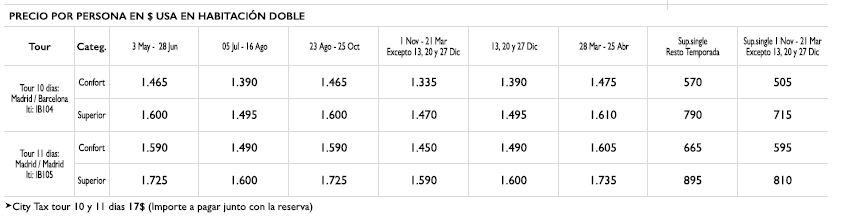 PRECIO POR PERSONA EN $ USA EN HABITACIÓN DOBLE
Tour Categ. 3 May - 28 Jun 05 Jul - 16 Ago 23 Ago - 25 Oct 1 Nov - 21 Mar Excepto 13, 20 y 27 Dic 13, 20 y 27 Dic 28 Mar - 25 Abr Sup.single Resto Temporada Sup.single 1 Nov - 21 Mar Excepto 13, 20 y 27 Dic
Tour 10 días: Madrid / Barcelona Iti: IB104
Confort 1.465 1.390 1.465 1.335 1.390 1.475 570 505
Superior 1.600 1.495 1.600 1.470 1.495 1.610 790 715
Tour 11 días: Madrid / Madrid Iti: IB105
Confort 1.590 1.490 1.590 1.450 1.490 1.605 665 595
Superior 1.725 1.600 1.725 1.590 1.600 1.735 895 810
➤City Tax tour 10 y 11 días 17$ (Importe a pagar junto con la reserva)